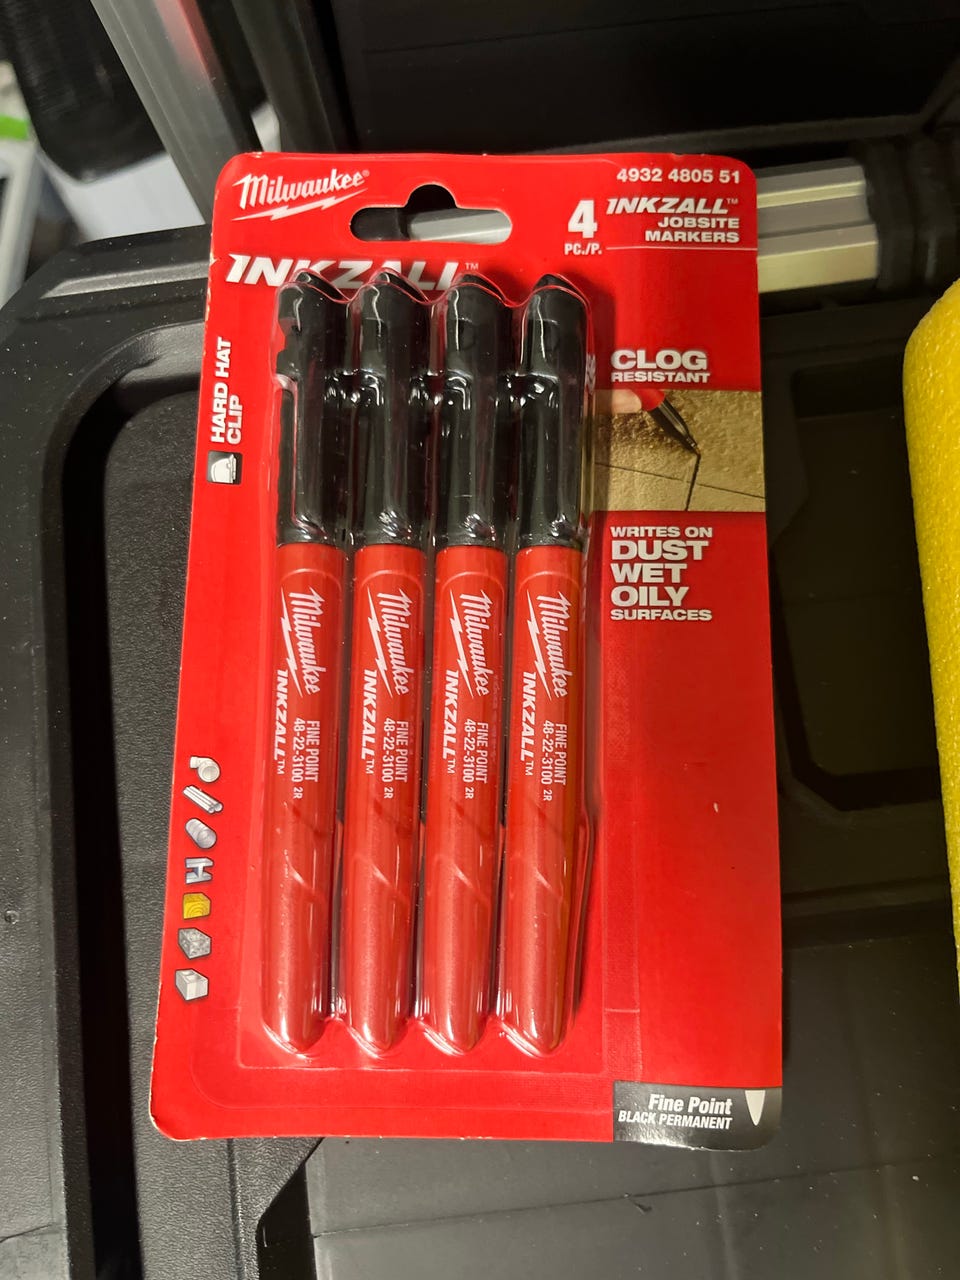 Milwaukee®
4932 4805 51
4
PC./P.
INKZALL™
JOBSITE
MARKERS
INKZALL™
HARD HAT
CLIP
CLOG
RESISTANT
WRITES ON
DUST
WET
OILY
SURFACES
Milwaukee
INKZALL™
FINE POINT
48-22-3100 2R
Milwaukee
INKZALL™
FINE POINT
48-22-3100 2R
Milwaukee
INKZALL™
FINE POINT
48-22-3100 2R
Milwaukee
INKZALL™
FINE POINT
48-22-3100 2R
Fine Point
BLACK PERMANENT